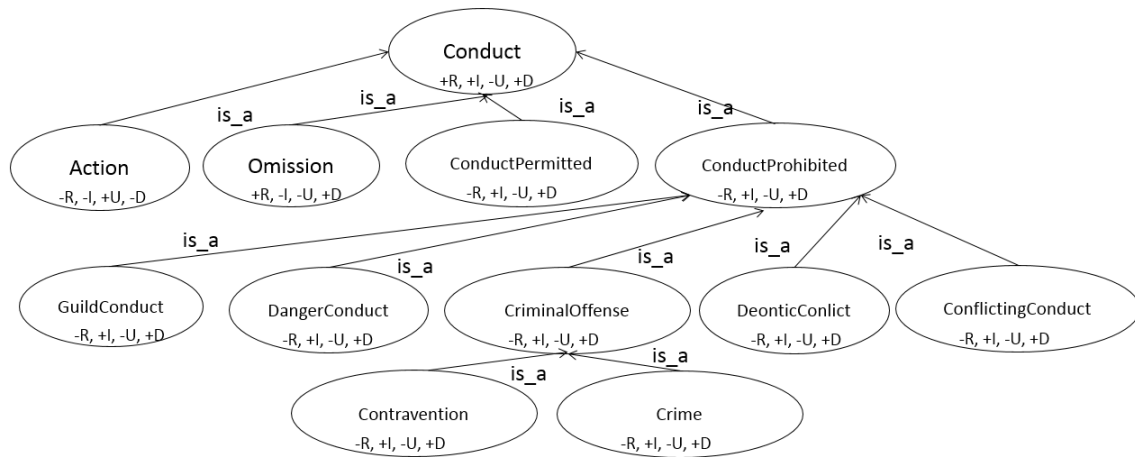 Conduct
+R, +I, -U, +D
is_a
is_a
is_a
is_a
Action
-R, -I, +U, -D
Omission
+R, -I, -U, +D
ConductPermitted
-R, +I, -U, +D
ConductProhibited
-R, +I, -U, +D
is_a
is_a
is_a
is_a
is_a
GuildConduct
-R, +I, -U, +D
DangerConduct
-R, +I, -U, +D
CriminalOffense
-R, +I, -U, +D
DeonticConlict
-R, +I, -U, +D
ConflictingConduct
-R, +I, -U, +D
is_a
is_a
Contravention
-R, +I, -U, +D
Crime
-R, +I, -U, +D